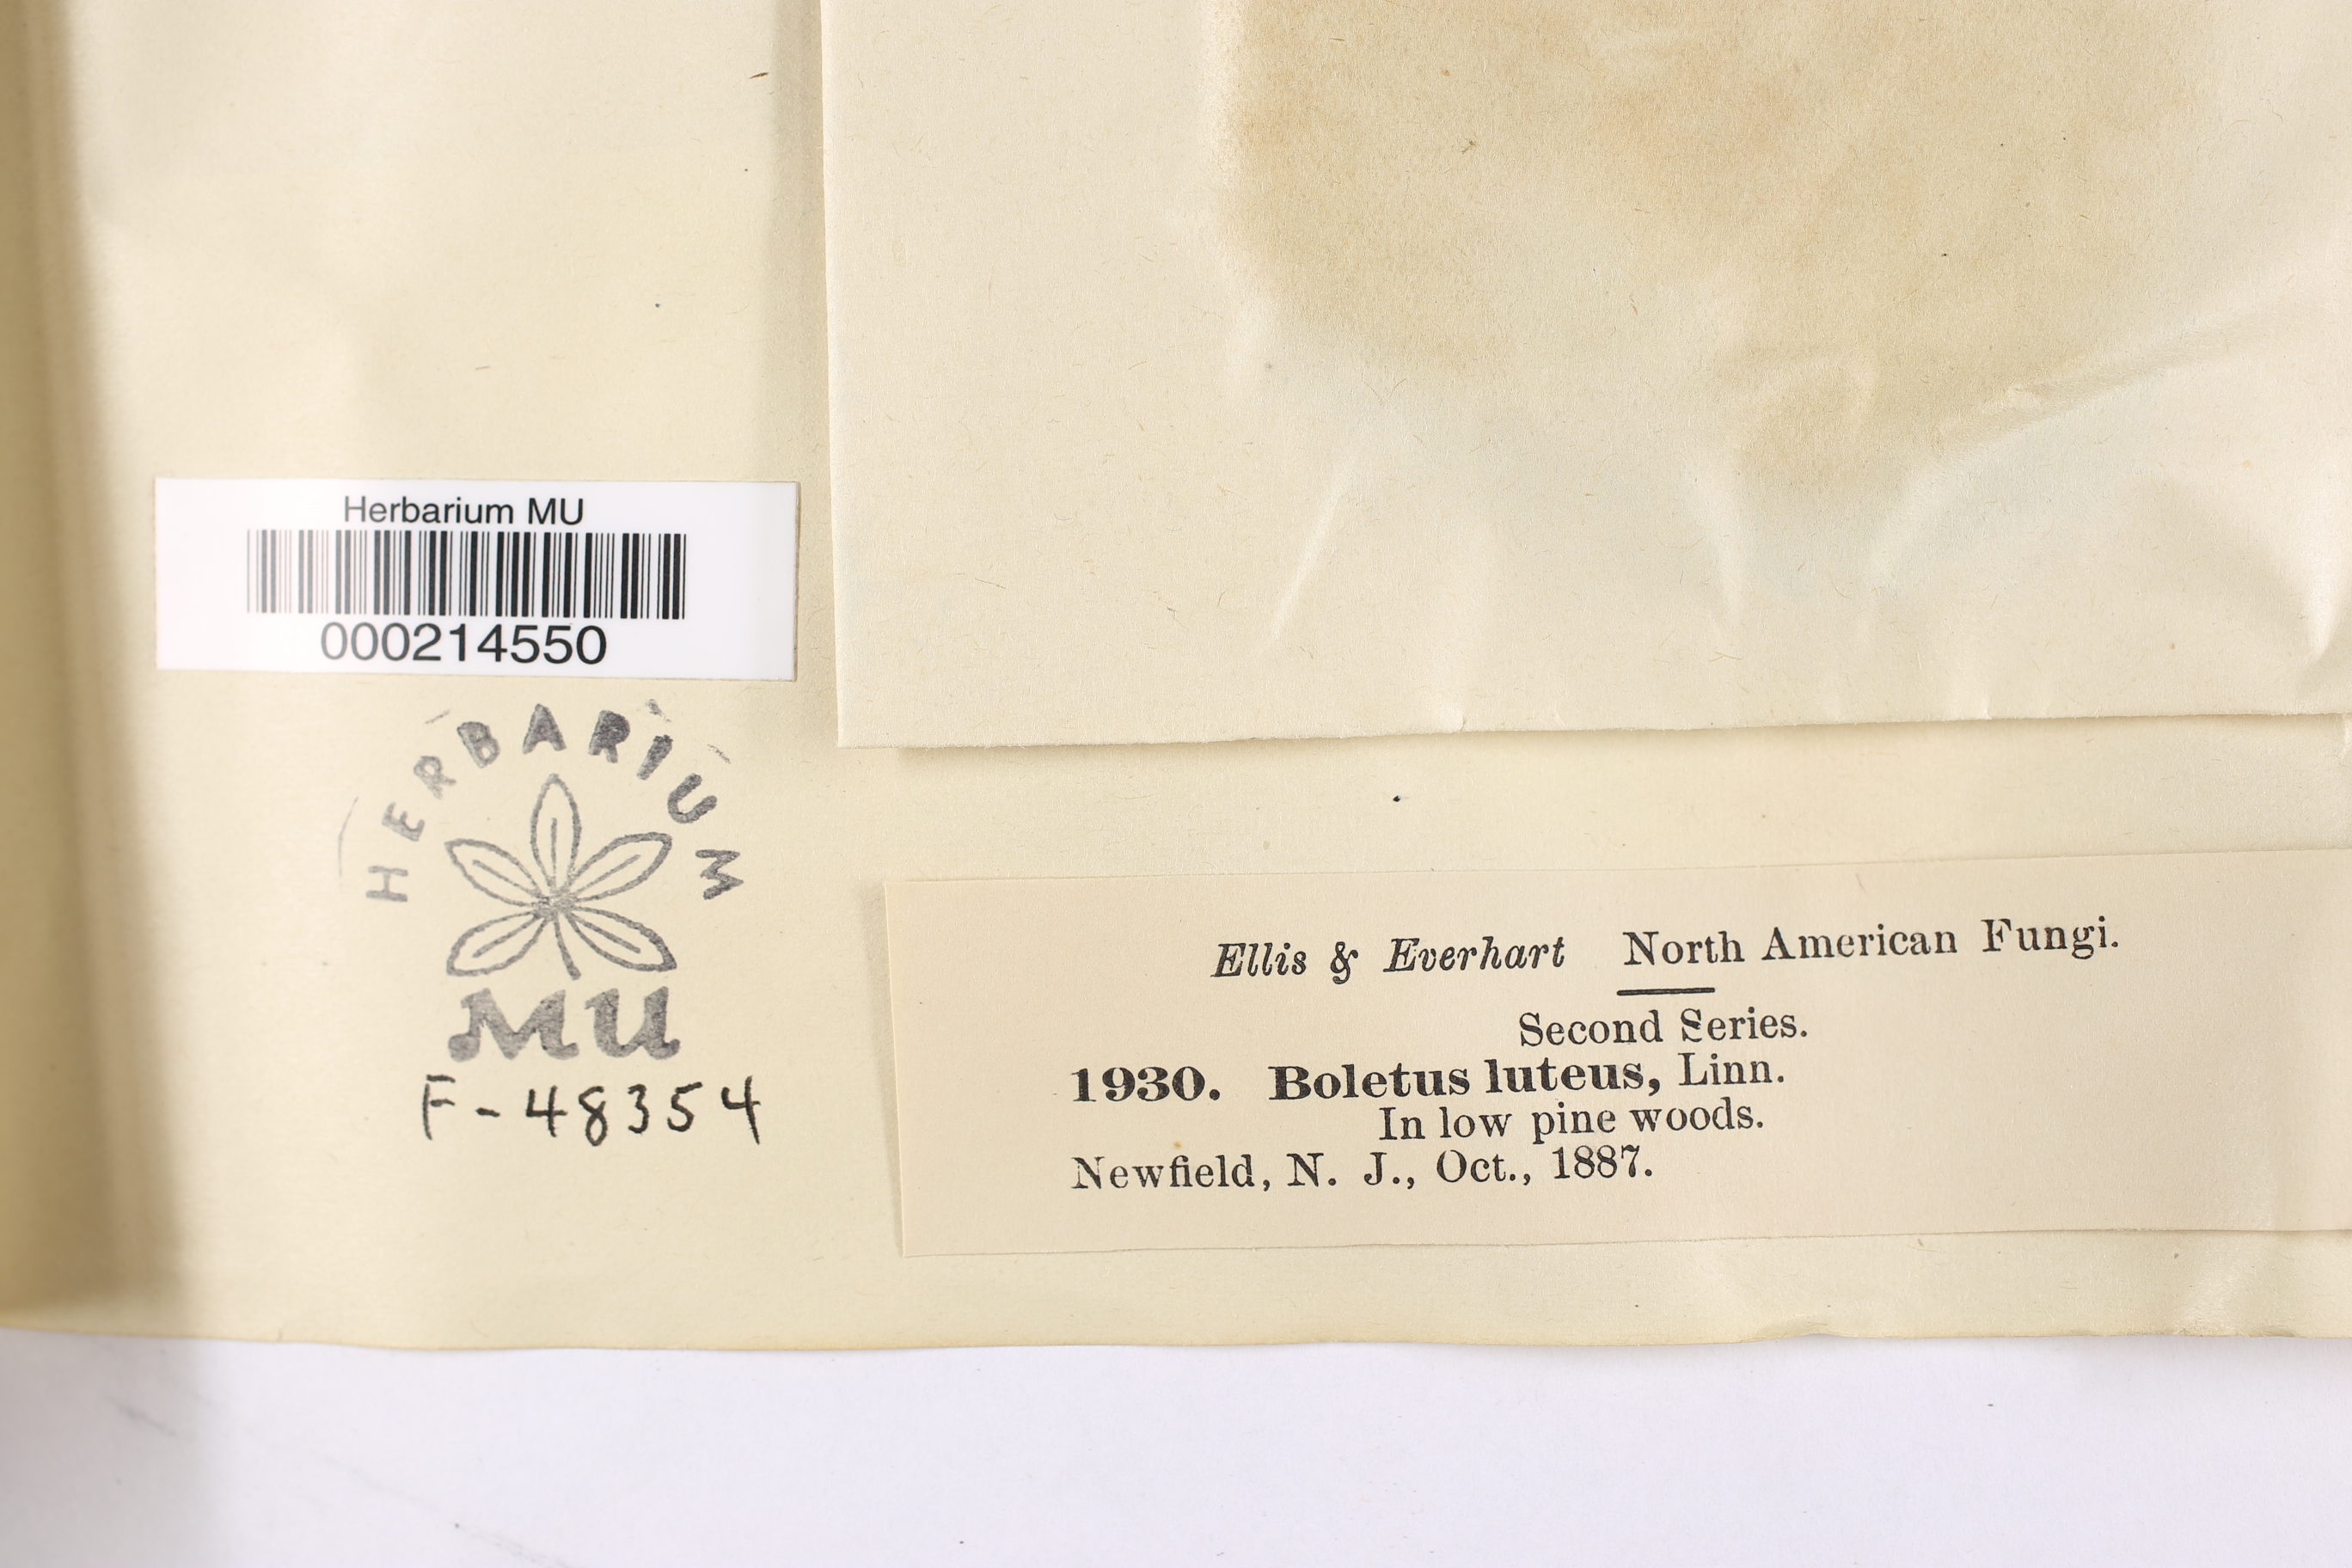 Herbarium MU
000214550
HERBARIUM
MU
F-48354
Ellis & Everhart North American Fungi.
Second Series.
1930. Boletus luteus, Linn.
In low pine woods.
Newfield, N. J., Oct., 1887.